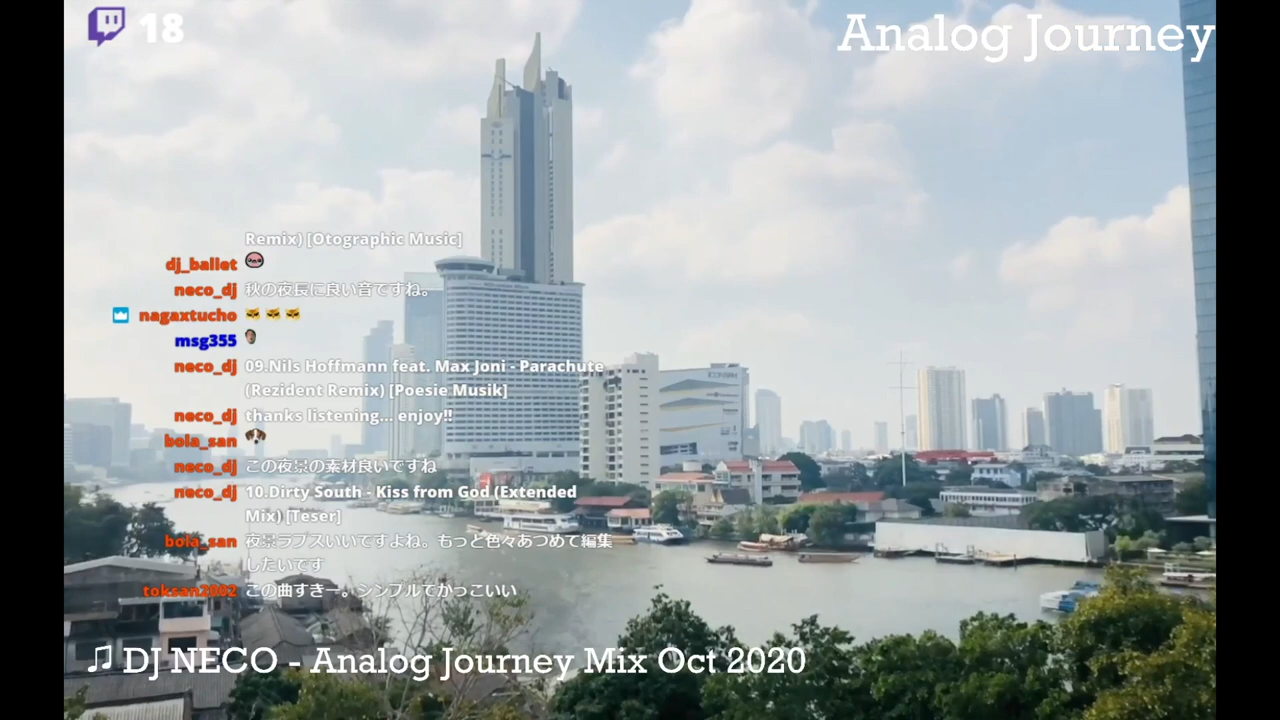 18
Analog Journey
Remix) [Otographic Music]
dj_ballet
neco_dj 秋の夜長に良い音ですね。
nagaxtucho
msg355
neco_dj 09.Nils Hoffmann feat. Max Joni - Parachute
(Rezident Remix) [Poesie Musik]
neco_dj thanks listening... enjoy!!
bola_san
neco_dj この夜景の素材良いですね
neco_dj 10.Dirty South - Kiss from God (Extended
Mix) [Teser]
bola_san 夜景ラプスいいですよね。もっと色々あつめて編集
したいです
toksan2002 この曲すきー。シンプルでかっこいい
ICONSIAM
♫ DJ NECO - Analog Journey Mix Oct 2020